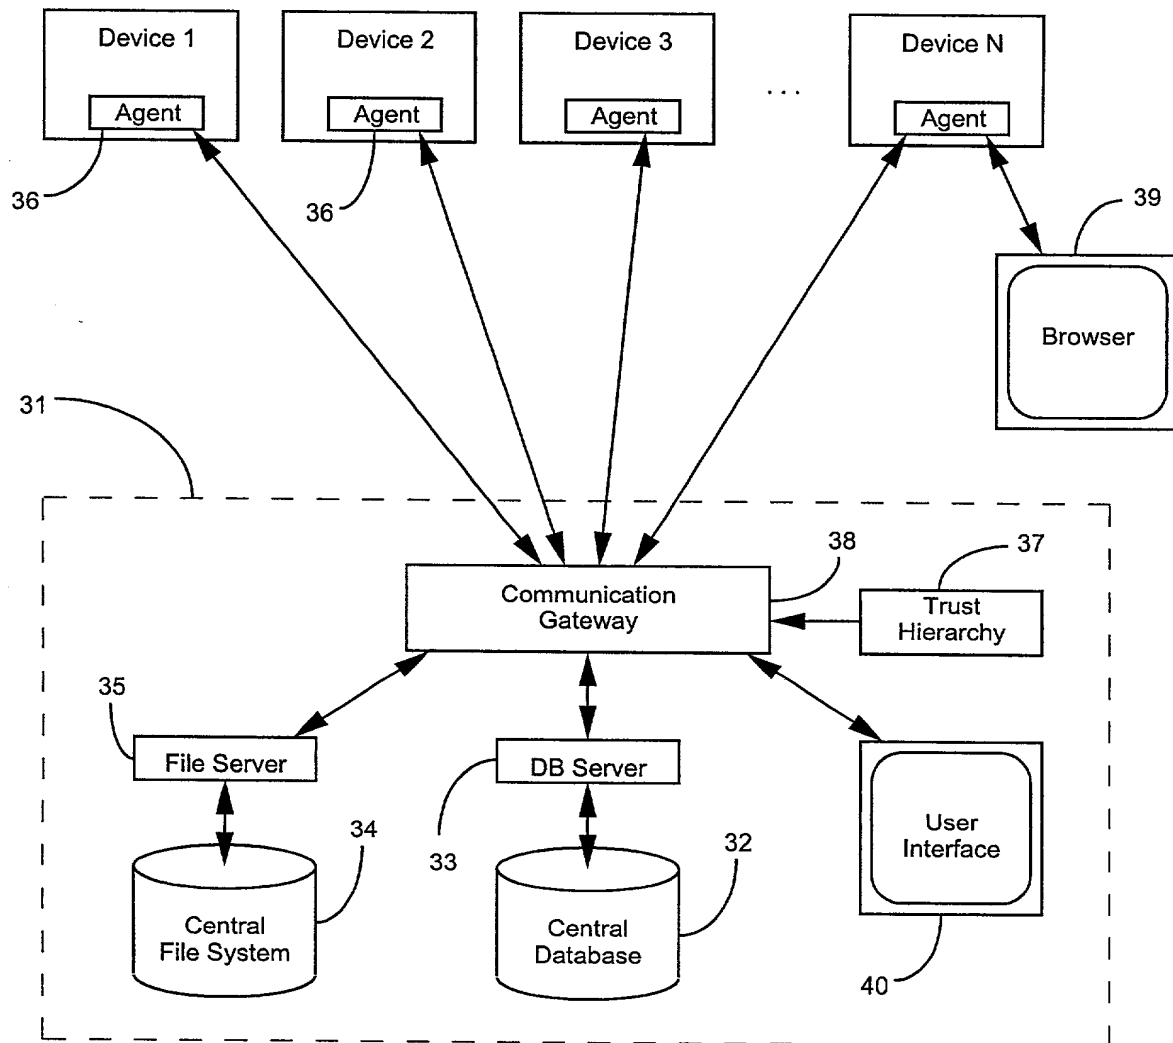 Device 1
Device 2
Device 3
Device N
. . .
Agent
Agent
Agent
Agent
36
36
39
Browser
31
38
37
Communication
Gateway
Trust
Hierarchy
35
File Server
DB Server
33
34
32
User
Interface
Central
File System
Central
Database
40